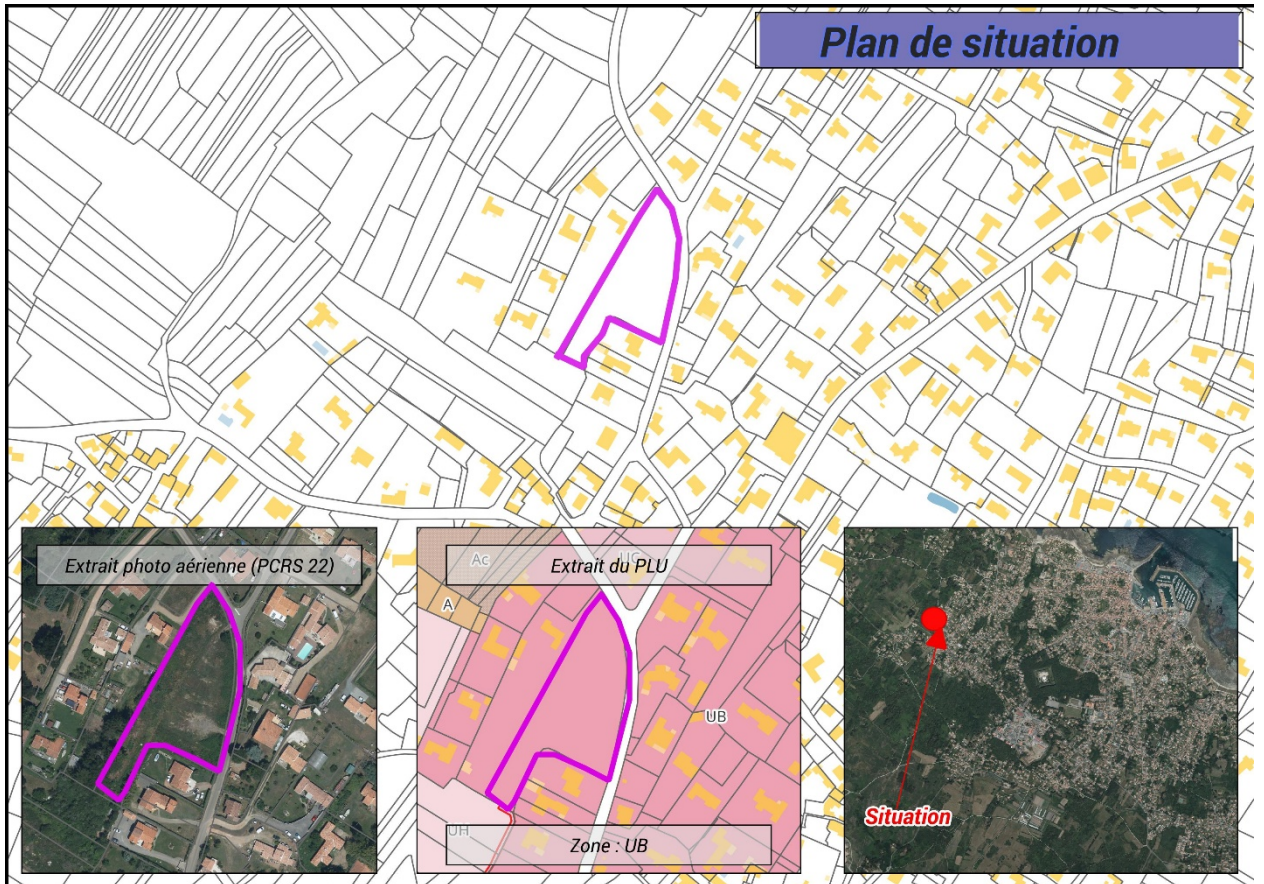 Plan de situation
Extrait photo aérienne (PCRS 22)
Ac
UC
Extrait du PLU
A
UB
UH
Zone : UB
Situation